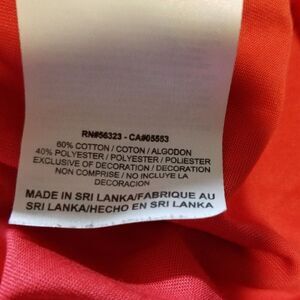 RN#56323 - CA#05553
60% COTTON / COTON / ALGODON
40% POLYESTER / POLYESTER / POLIESTER
EXCLUSIVE OF DECORATION / DECORATION
NON COMPRISE / NO INCLUYE LA
DECORACION
MADE IN SRI LANKA/FABRIQUE AU
SRI LANKA/HECHO EN SRI LANKA